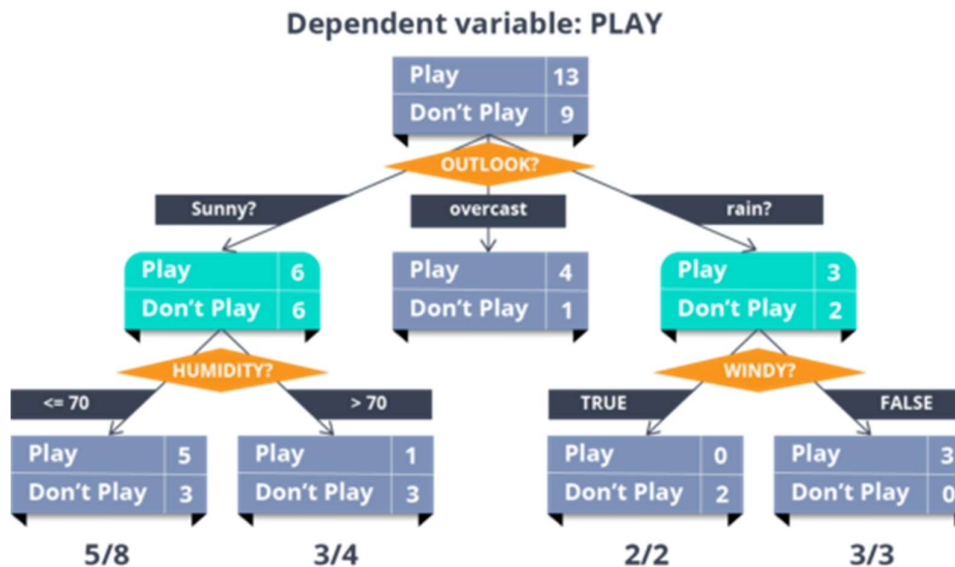 Dependent variable: PLAY
Play 13
Don't Play 9
OUTLOOK?
Sunny? overcast rain?
Play 6 Play 4 Play 3
Don't Play 6 Don't Play 1 Don't Play 2
HUMIDITY? WINDY?
<= 70 > 70 TRUE FALSE
Play 5 Play 1 Play 0 Play 3
Don't Play 3 Don't Play 3 Don't Play 2 Don't Play 0
5/8 3/4 2/2 3/3